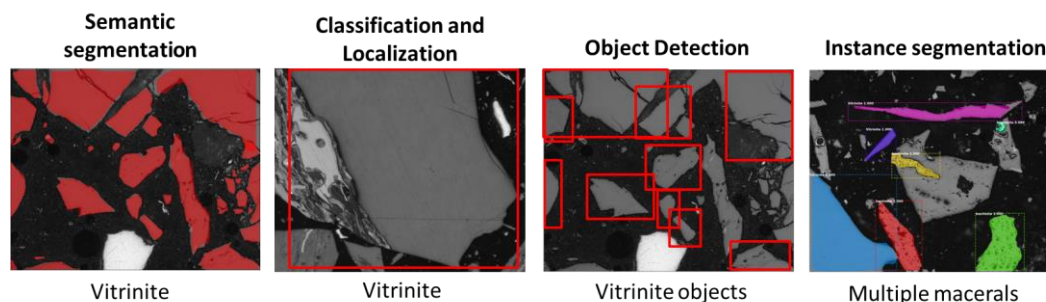 Semantic
segmentation
Classification and
Localization
Object Detection
Instance segmentation
Vitrinite
Vitrinite
Vitrinite objects
Multiple macerals